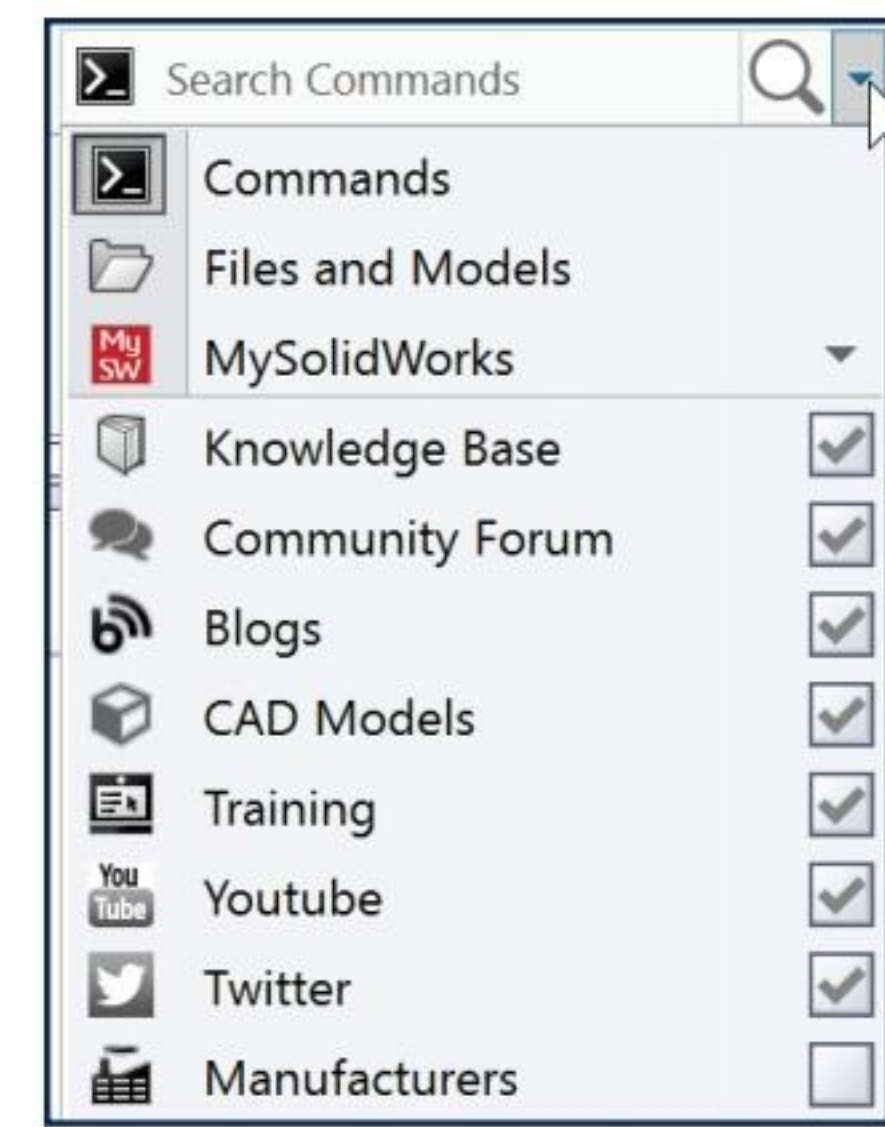 Search Commands
Commands
Files and Models
My SW MySolidWorks
Knowledge Base
Community Forum
Blogs
CAD Models
Training
You Tube Youtube
Twitter
Manufacturers